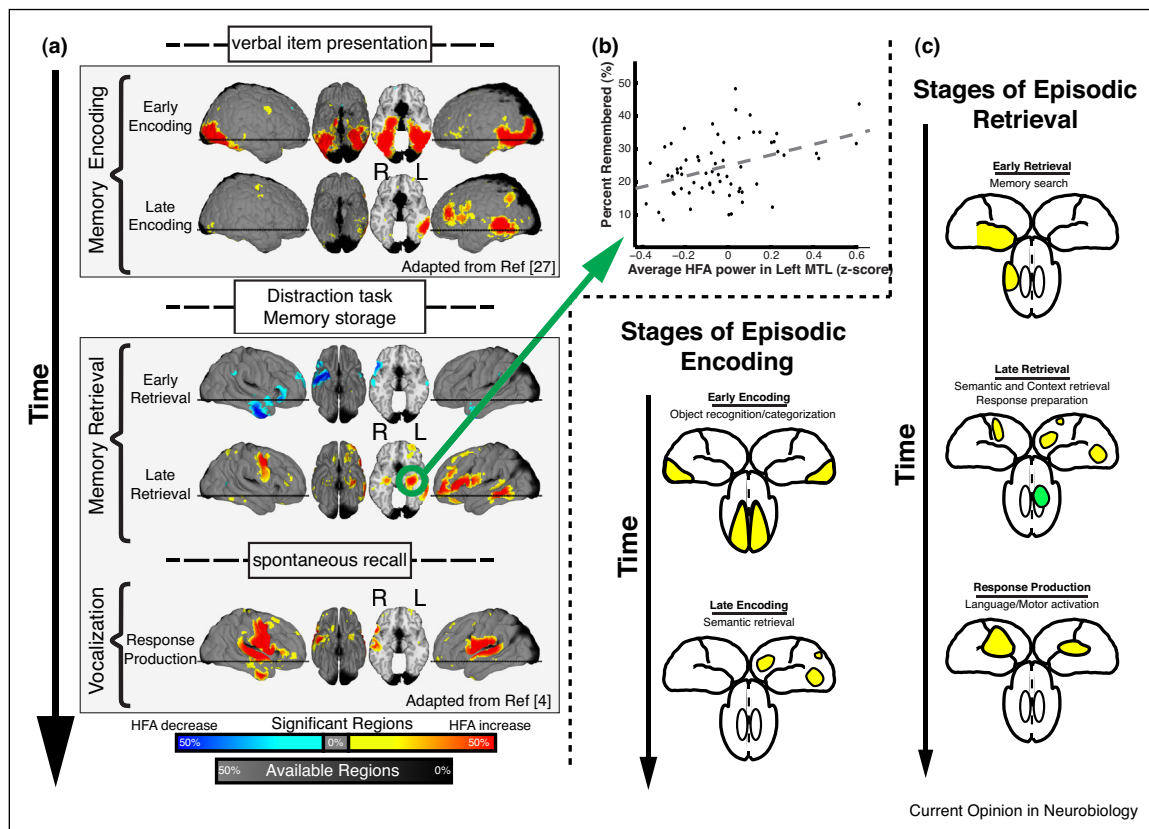 (a)
verbal item presentation
Memory Encoding
Early
Encoding
R L
Late
Encoding
Adapted from Ref [27]
Distraction task
Memory storage
Memory Retrieval
Early
Retrieval
R L
Late
Retrieval
spontaneous recall
Vocalization
R L
Response
Production
Adapted from Ref [4]
Time
HFA decrease
Significant Regions
HFA increase
50%
0%
50%
50%
Available Regions
0%
(b)
Percent Remembered (%)
50
40
30
20
10
−0.4
−0.2
0
0.2
0.4
0.6
Average HFA power in Left MTL (z-score)
Stages of Episodic
Encoding
Time
Early Encoding
Object recognition/categorization
Late Encoding
Semantic retrieval
(c)
Stages of Episodic
Retrieval
Time
Early Retrieval
Memory search
Late Retrieval
Semantic and Context retrieval
Response preparation
Response Production
Language/Motor activation
Current Opinion in Neurobiology